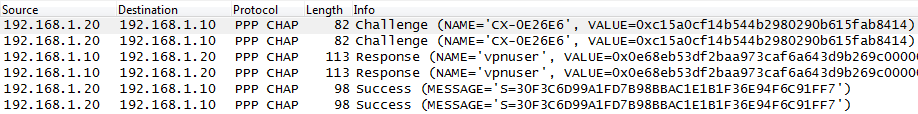 Source Destination Protocol Length Info
192.168.1.20 192.168.1.10 PPP CHAP 82 Challenge (NAME='CX-0E26E6', VALUE=0xc15a0cf14b544b2980290b615fab8414)
192.168.1.20 192.168.1.10 PPP CHAP 82 Challenge (NAME='CX-0E26E6', VALUE=0xc15a0cf14b544b2980290b615fab8414)
192.168.1.10 192.168.1.20 PPP CHAP 113 Response (NAME='vpnuser', VALUE=0x0e68eb53df2baa973caf6a643d9b269c00000
192.168.1.10 192.168.1.20 PPP CHAP 113 Response (NAME='vpnuser', VALUE=0x0e68eb53df2baa973caf6a643d9b269c00000
192.168.1.20 192.168.1.10 PPP CHAP 98 Success (MESSAGE='S=30F3C6D99A1FD7B98BBAC1E1B1F36E94F6C91FF7')
192.168.1.20 192.168.1.10 PPP CHAP 98 Success (MESSAGE='S=30F3C6D99A1FD7B98BBAC1E1B1F36E94F6C91FF7')